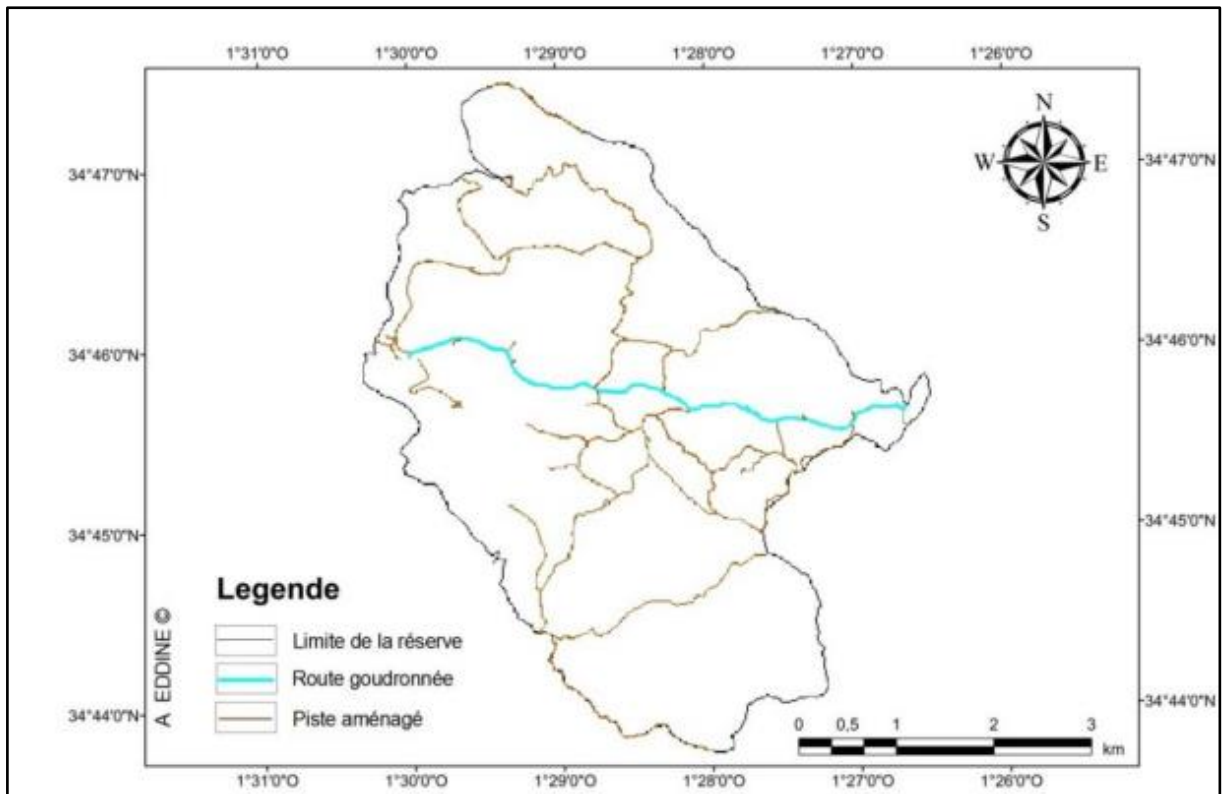 1°31'0"O 1°30'0"O 1°29'0"O 1°28'0"O 1°27'0"O 1°26'0"O
N
W E
S
34°47'0"N 34°47'0"N
34°46'0"N 34°46'0"N
34°45'0"N 34°45'0"N
Legende
Limite de la réserve
Route goudronnée
Piste aménagé
A EDDINE ©
34°44'0"N 34°44'0"N
0 0.5 1 2 3
km
1°31'0"O 1°30'0"O 1°29'0"O 1°28'0"O 1°27'0"O 1°26'0"O